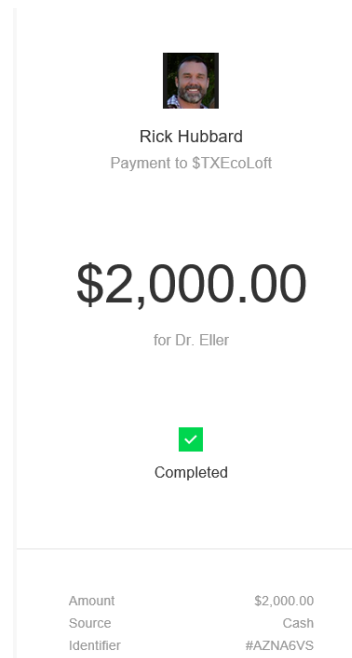 Rick Hubbard
Payment to $TXEcoLoft
$2,000.00
for Dr. Eller
Completed
Amount $2,000.00
Source Cash
Identifier #AZNA6VS